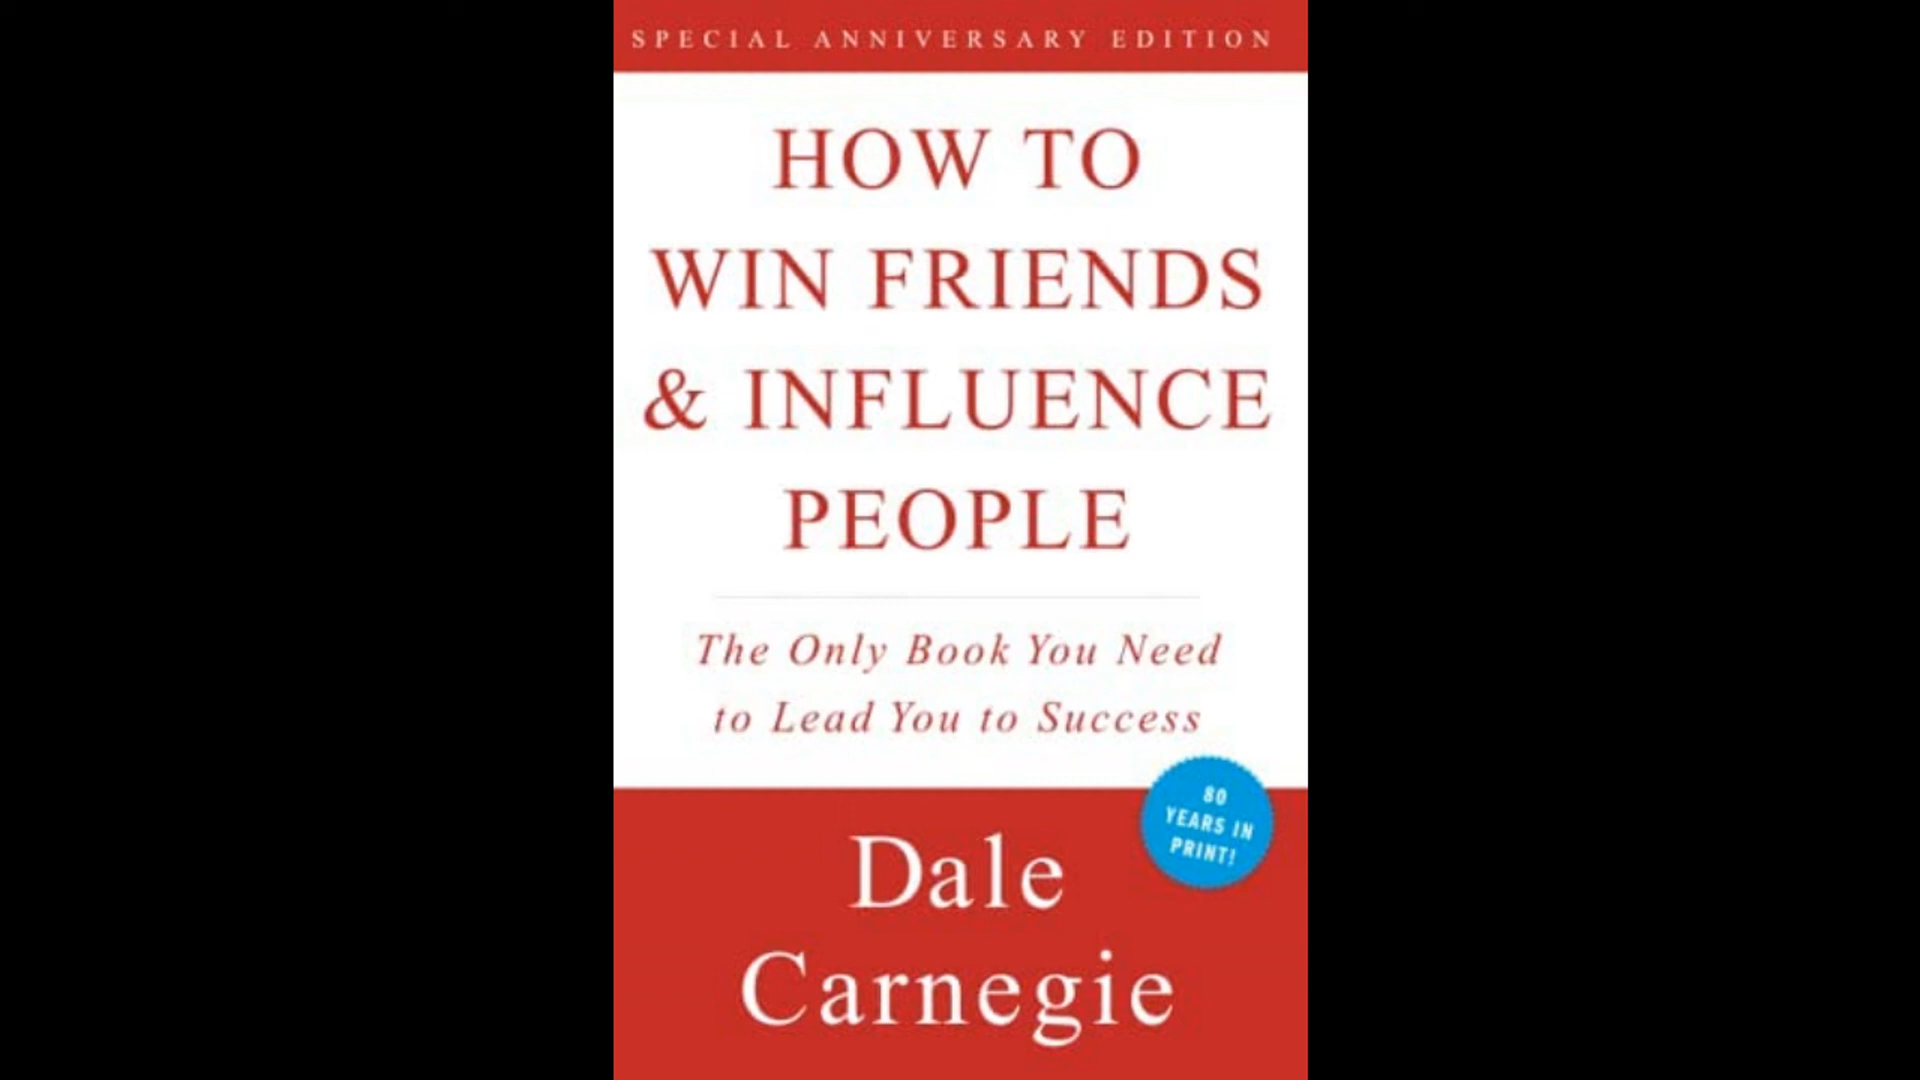 SPECIAL ANNIVERSARY EDITION
HOW TO
WIN FRIENDS
& INFLUENCE
PEOPLE
The Only Book You Need
to Lead You to Success
80
YEARS IN
PRINT!
Dale
Carnegie